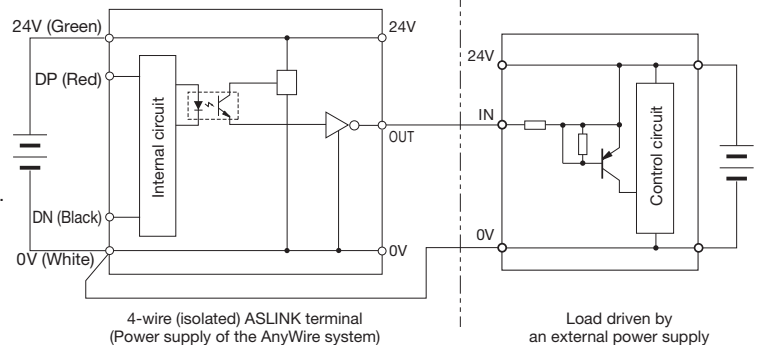 24V (Green)
24V
DP (Red)
Internal circuit
OUT
DN (Black)
0V (White)
0V
24V
IN
Control circuit
0V
4-wire (isolated) ASLINK terminal
(Power supply of the AnyWire system)
Load driven by
an external power supply